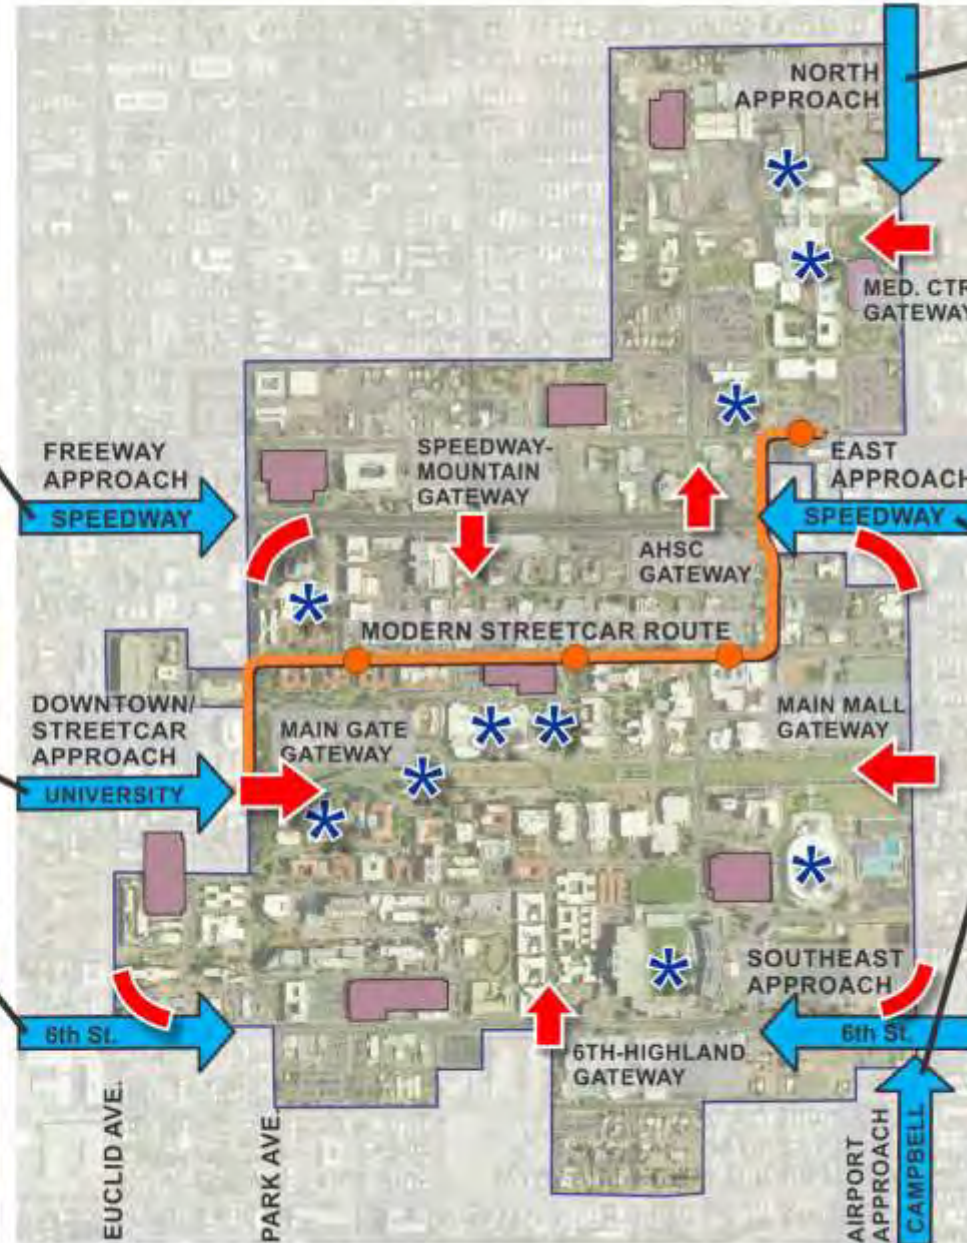 NORTH
APPROACH
MED. CTR
GATEWAY
FREEWAY
APPROACH
SPEEDWAY
SPEEDWAY-
MOUNTAIN
GATEWAY
EAST
APPROACH
SPEEDWAY
AHSC
GATEWAY
MODERN STREETCAR ROUTE
DOWNTOWN/
STREETCAR
APPROACH
UNIVERSITY
MAIN GATE
GATEWAY
MAIN MALL
GATEWAY
SOUTHEAST
APPROACH
6th St.
6th St.
6TH-HIGHLAND
GATEWAY
EUCLID AVE.
PARK AVE.
AIRPORT
APPROACH
CAMPBELL